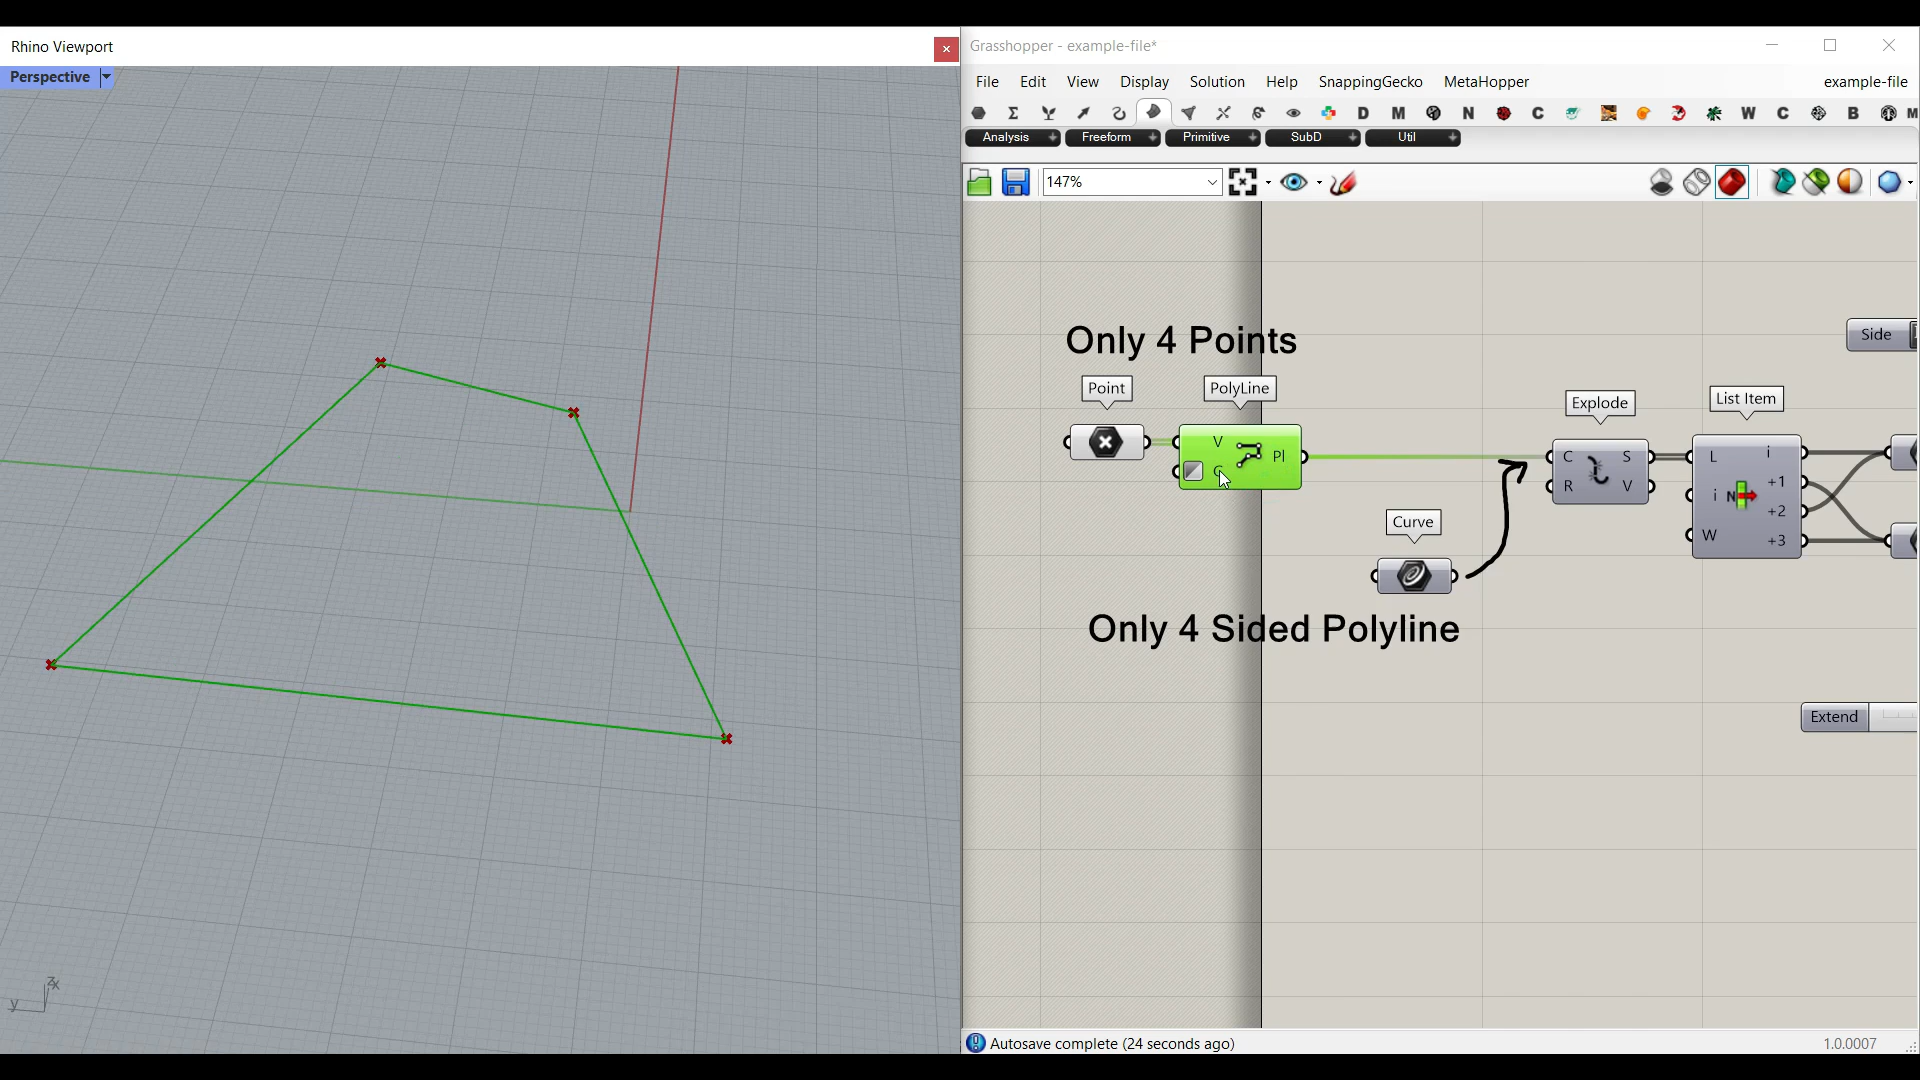 Rhino Viewport
Perspective
y
Grasshopper - example-file*
File Edit View Display Solution Help SnappingGecko MetaHopper example-file
D M N C W C B M
Analysis Freeform Primitive SubD Util
147%
Only 4 Points
Side
Point PolyLine
Explode List Item
V
C
Pl
C S
R V
L i
i N +1
+2
W +3
Curve
Only 4 Sided Polyline
Extend
Autosave complete (24 seconds ago)
1.0.0007